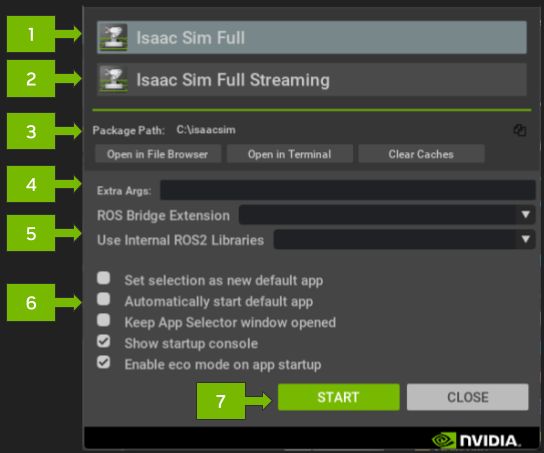 1 Isaac Sim Full
2 Isaac Sim Full Streaming
3 Package Path: C:\isaacsim
Open in File Browser Open in Terminal Clear Caches
4 Extra Args:
ROS Bridge Extension
5 Use Internal ROS2 Libraries
Set selection as new default app
6 Automatically start default app
Keep App Selector window opened
Show startup console
Enable eco mode on app startup
7 START CLOSE
NVIDIA.